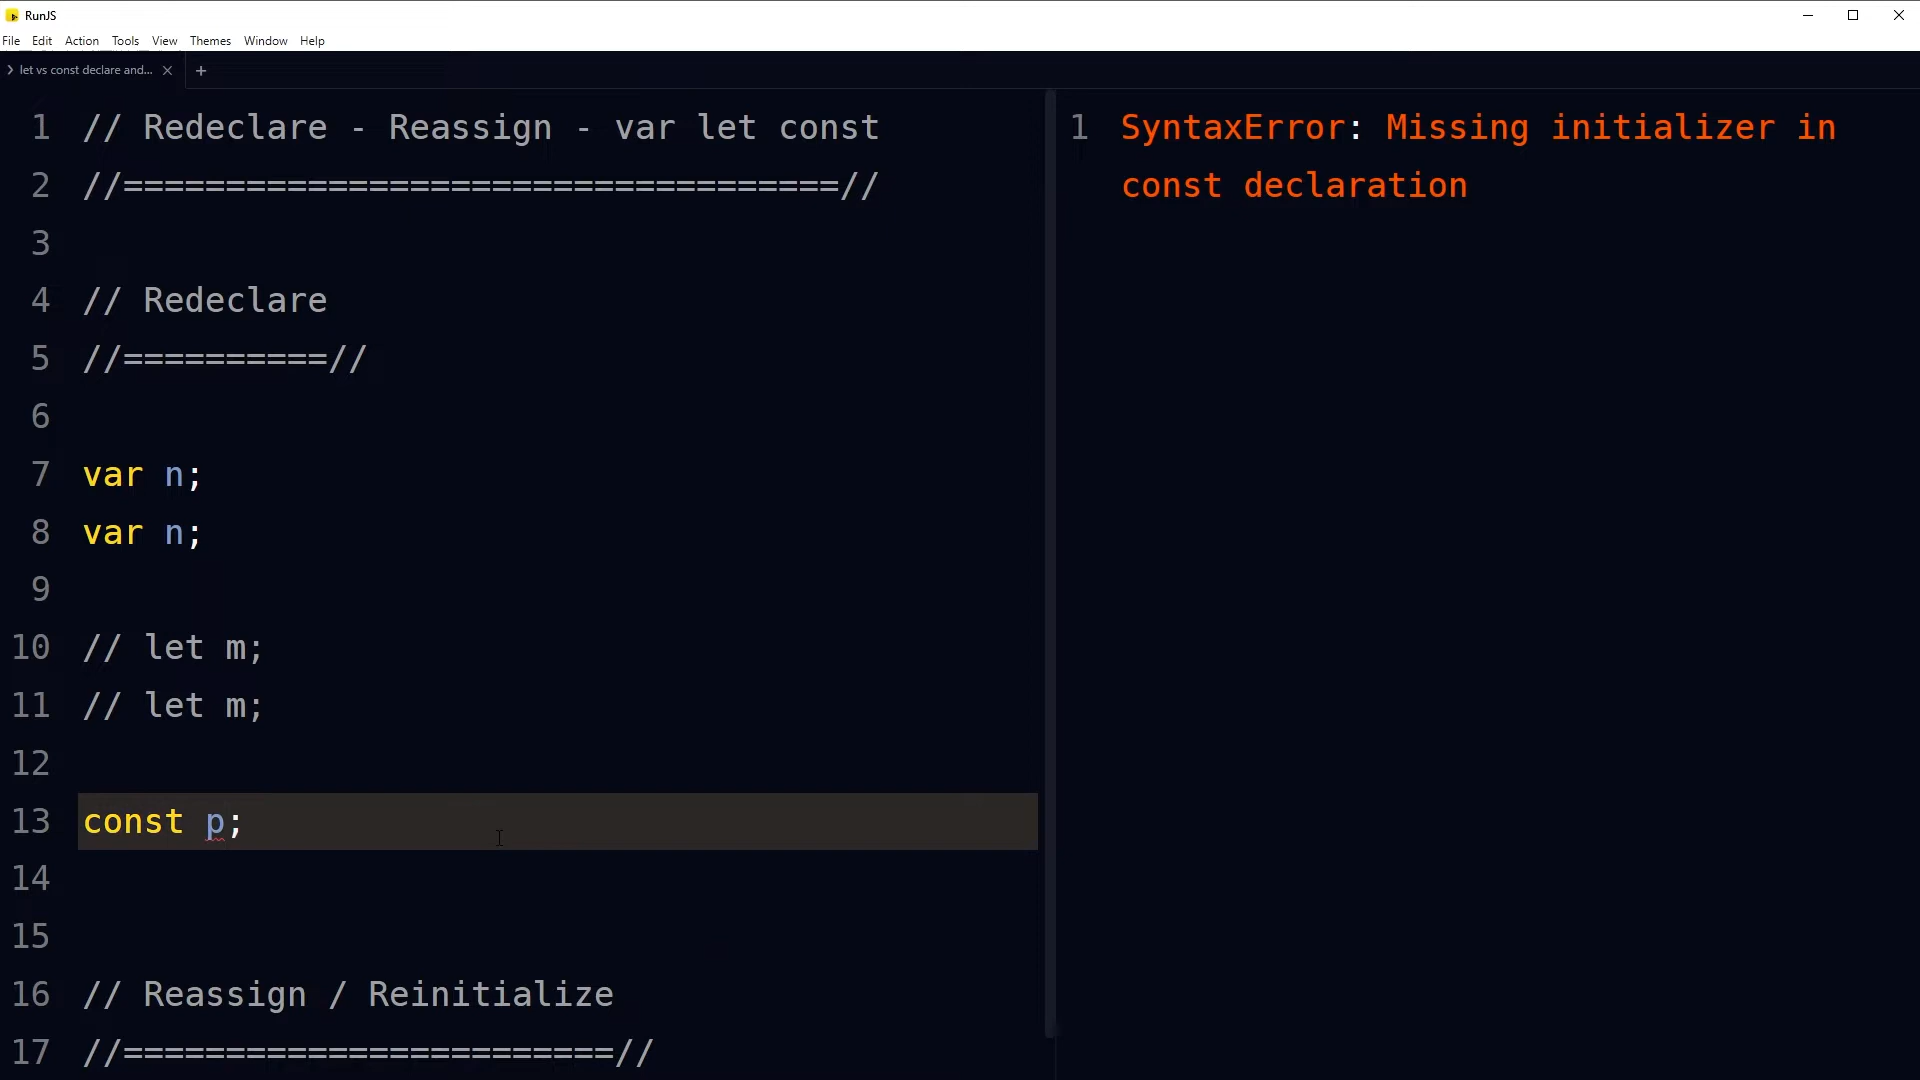 RunJS
File Edit Action Tools View Themes Window Help
let vs const declare and...
1 // Redeclare - Reassign - var let const
2 //===================================//
3
4 // Redeclare
5 //==========//
6
7 var n;
8 var n;
9
10 // let m;
11 // let m;
12
13 const p;
14
15
16 // Reassign / Reinitialize
17 //========================//
1 SyntaxError: Missing initializer in
const declaration